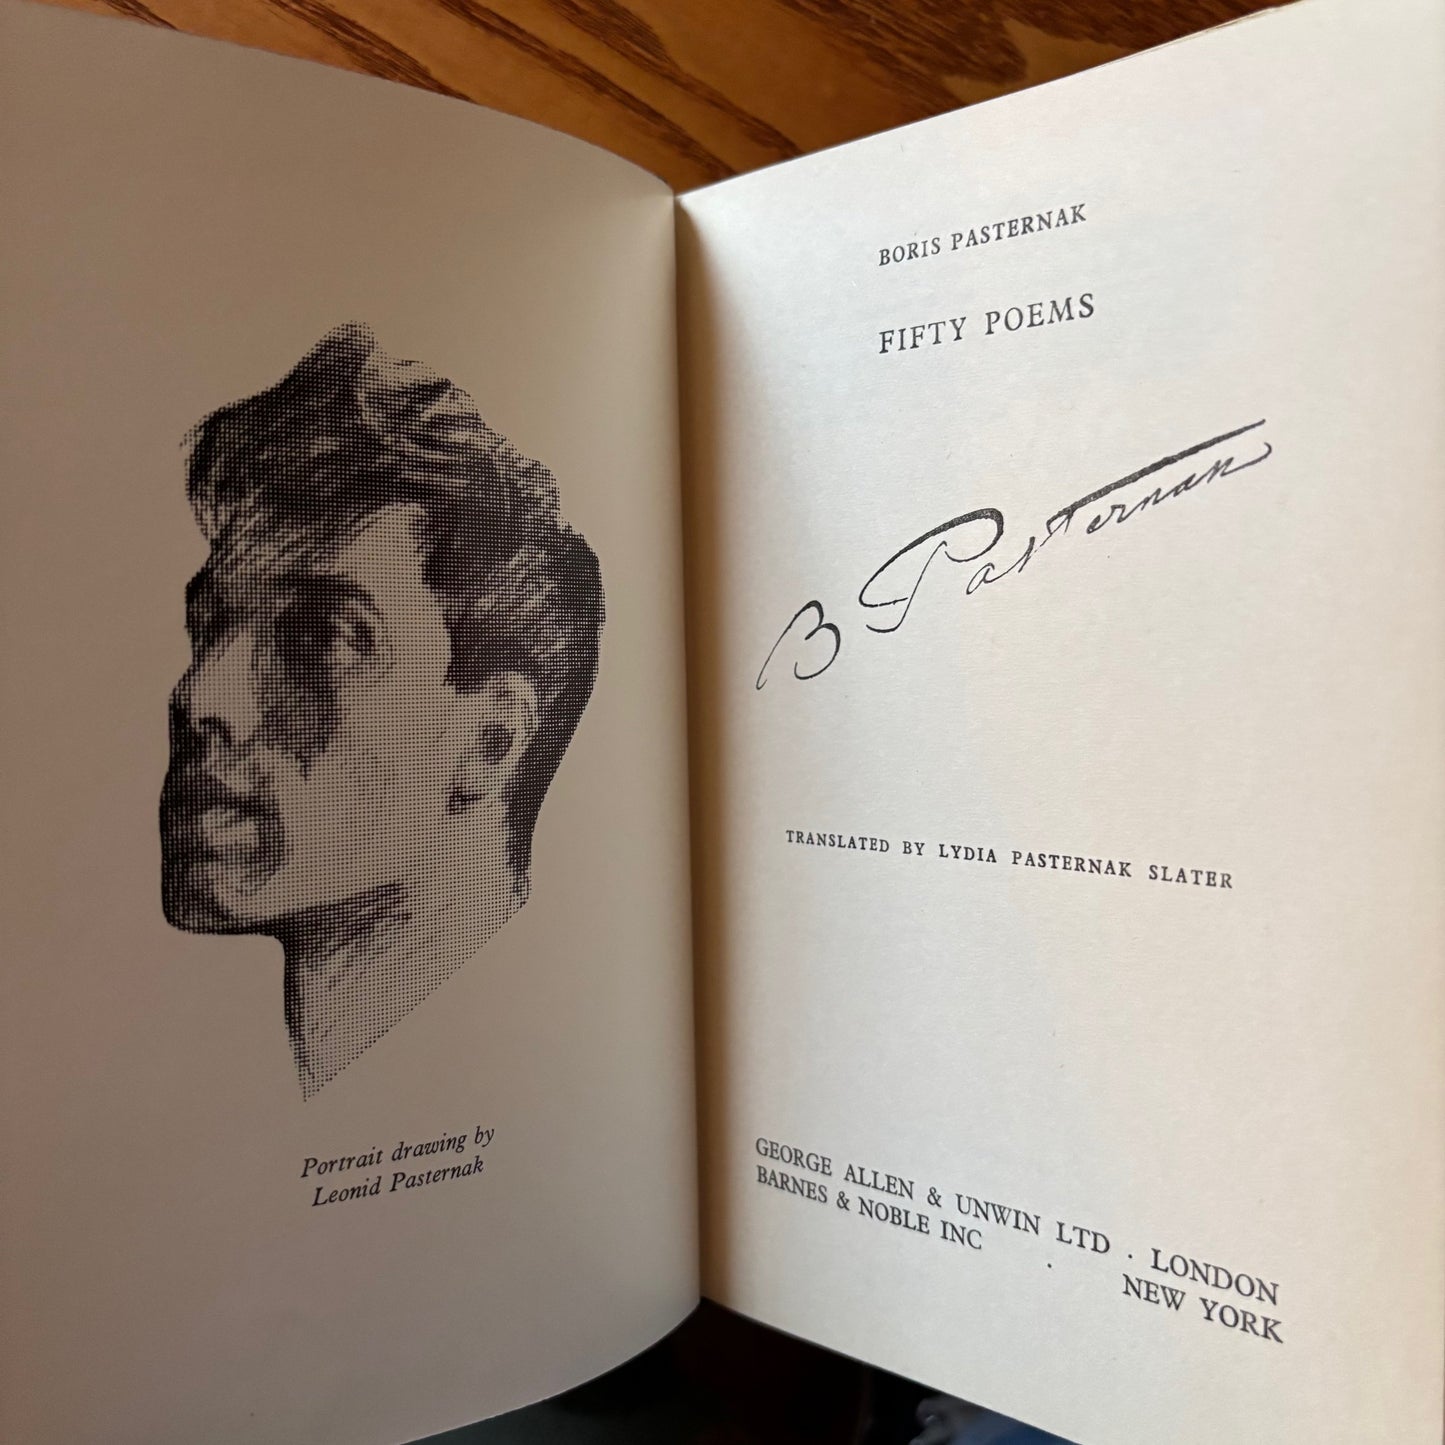 Portrait drawing by
Leonid Pasternak
BORIS PASTERNAK
FIFTY POEMS
B Pasternak
TRANSLATED BY LYDIA PASTERNAK SLATER
GEORGE ALLEN & UNWIN LTD · LONDON
BARNES & NOBLE INC · NEW YORK